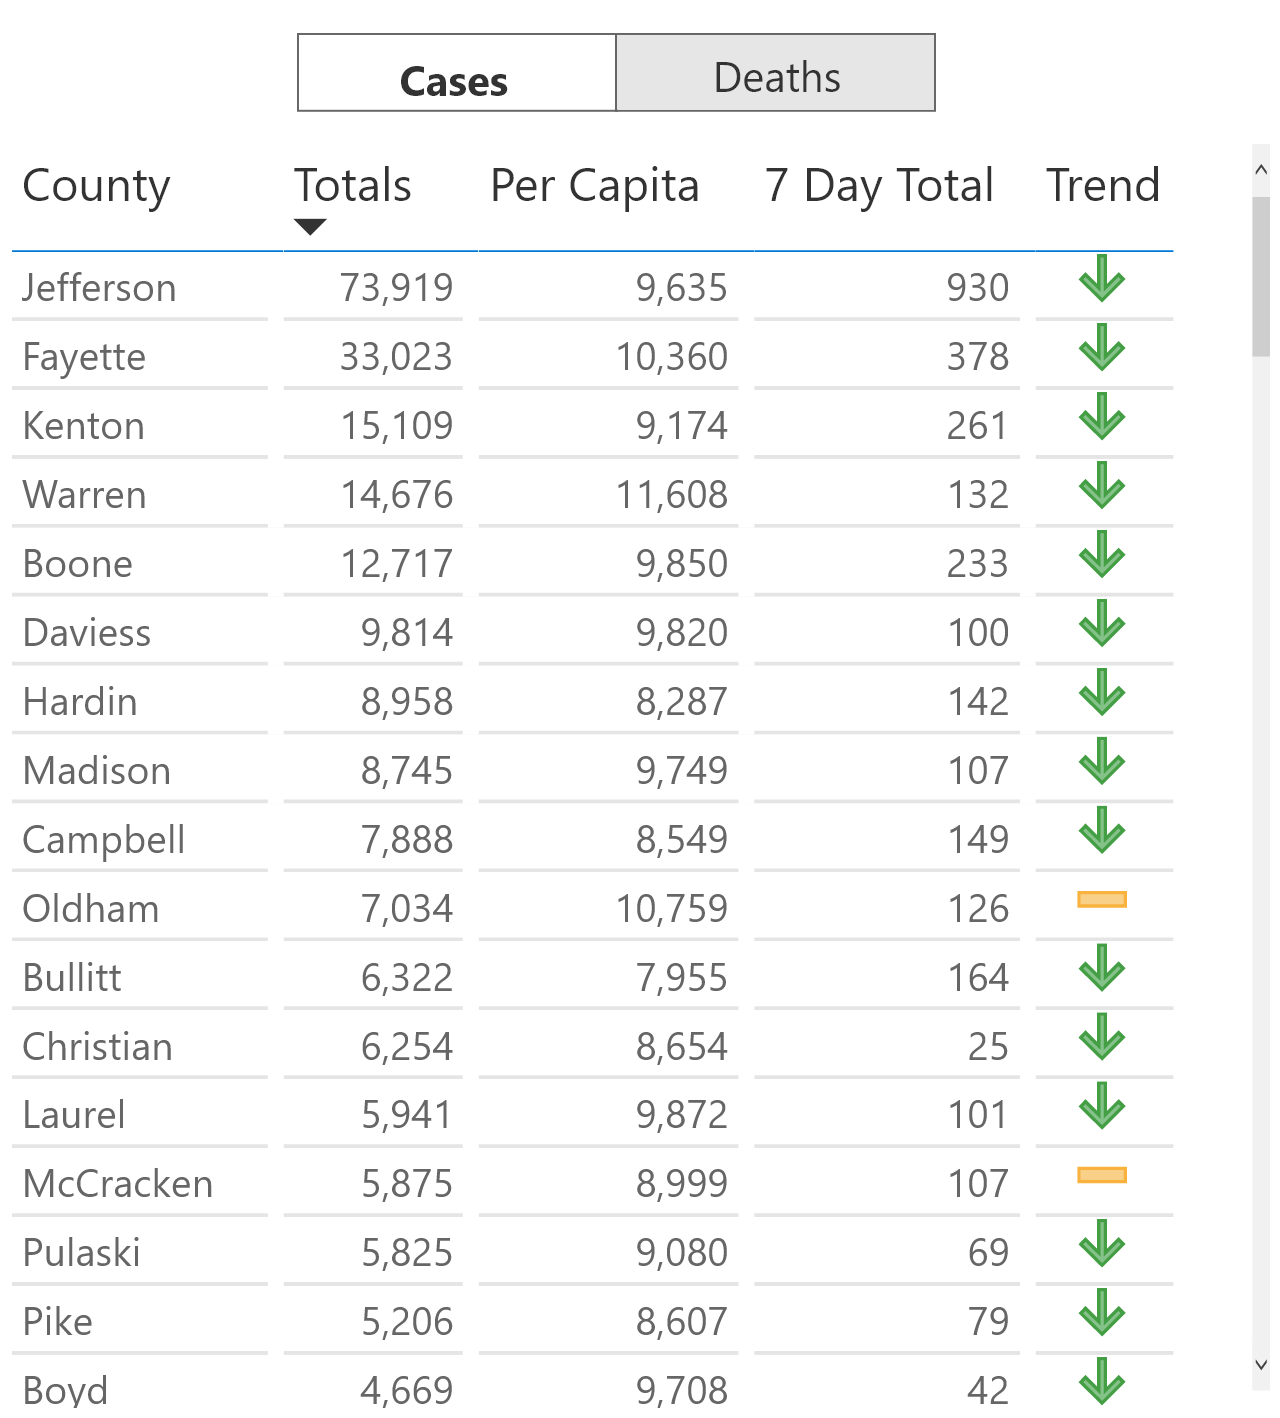 Cases Deaths
County Totals Per Capita 7 Day Total Trend
Jefferson 73,919 9,635 930
Fayette 33,023 10,360 378
Kenton 15,109 9,174 261
Warren 14,676 11,608 132
Boone 12,717 9,850 233
Daviess 9,814 9,820 100
Hardin 8,958 8,287 142
Madison 8,745 9,749 107
Campbell 7,888 8,549 149
Oldham 7,034 10,759 126
Bullitt 6,322 7,955 164
Christian 6,254 8,654 25
Laurel 5,941 9,872 101
McCracken 5,875 8,999 107
Pulaski 5,825 9,080 69
Pike 5,206 8,607 79
Boyd 4,669 9,708 42